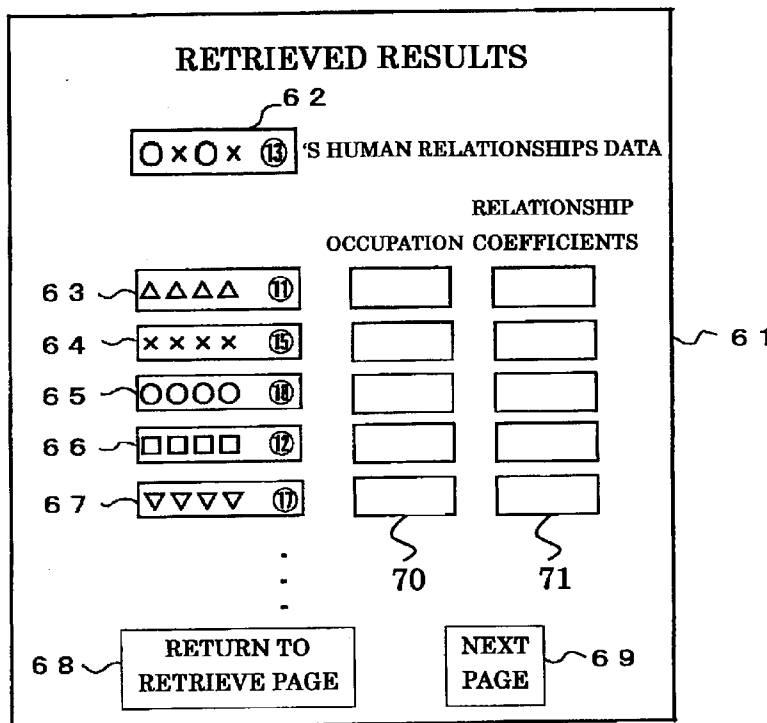 RETRIEVED RESULTS
62
○×○× ⑬ 'S HUMAN RELATIONSHIPS DATA
RELATIONSHIP
OCCUPATION COEFFICIENTS
63 △△△△ ⑪
64 ×××× ⑮
61
65 ○○○○ ⑱
66 □□□□ ⑫
67 ▽▽▽▽ ⑰
70 71
68 RETURN TO
RETRIEVE PAGE
NEXT
PAGE
69